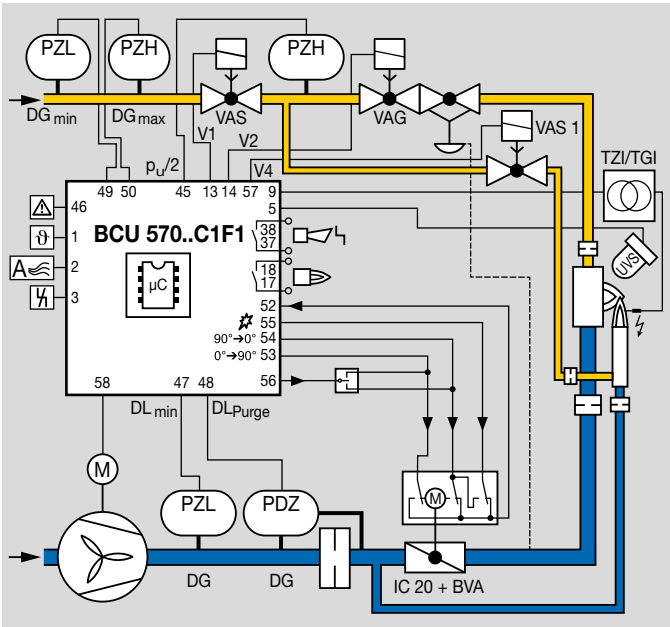 PZL
PZH
PZH
DG min
DG max
VAS
VAG
VAS 1
V1
V2
V4
pu/2
TZI/TGI
49 50 45 13 14 57 9
5
46
1
2
3
ϑ
A
BCU 570..C1F1
µC
38
37
18
17
52
55
90°→0° 54
0°→90° 53
56
58 47 48
UVS
DL min
DL Purge
M
M
PZL
PDZ
DG
DG
IC 20 + BVA